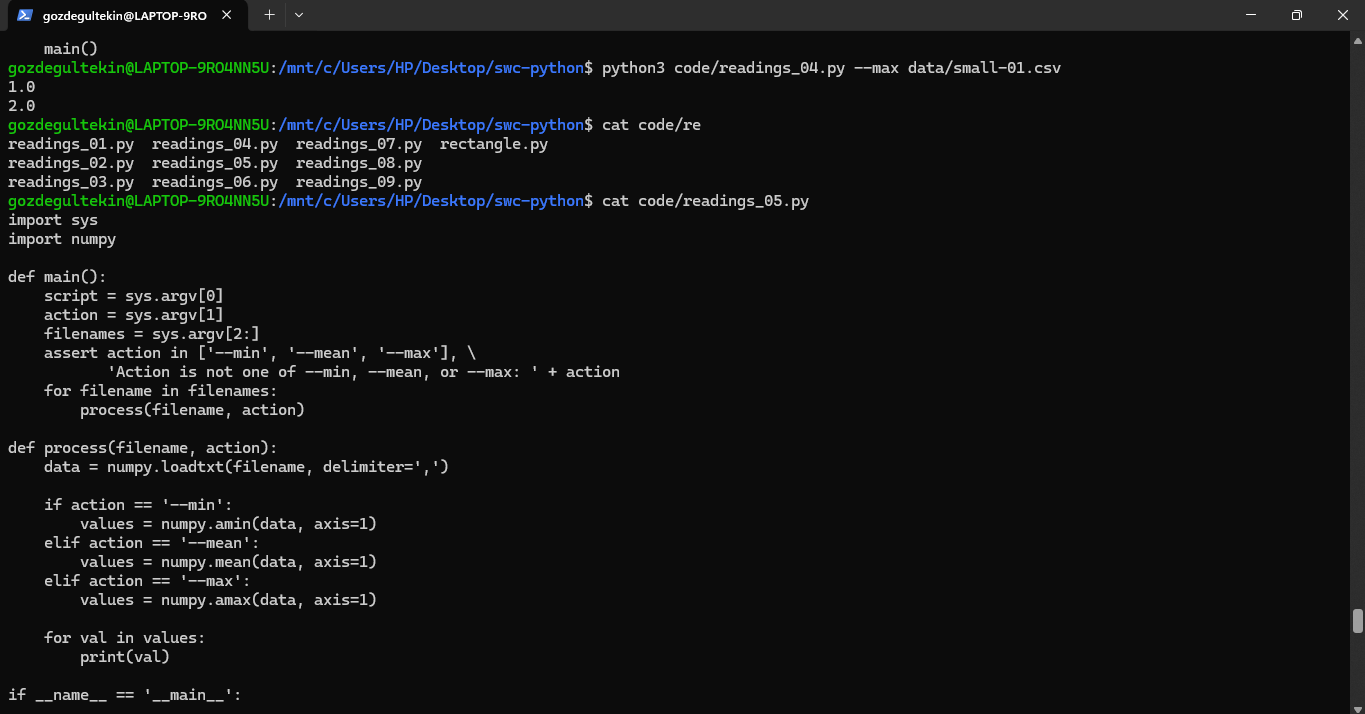 gozdegultekin@LAPTOP-9RO
    main()
gozdegultekin@LAPTOP-9RO4NN5U:/mnt/c/Users/HP/Desktop/swc-python$ python3 code/readings_04.py --max data/small-01.csv
1.0
2.0
gozdegultekin@LAPTOP-9RO4NN5U:/mnt/c/Users/HP/Desktop/swc-python$ cat code/re
readings_01.py  readings_04.py  readings_07.py  rectangle.py
readings_02.py  readings_05.py  readings_08.py
readings_03.py  readings_06.py  readings_09.py
gozdegultekin@LAPTOP-9RO4NN5U:/mnt/c/Users/HP/Desktop/swc-python$ cat code/readings_05.py
import sys
import numpy

def main():
    script = sys.argv[0]
    action = sys.argv[1]
    filenames = sys.argv[2:]
    assert action in ['--min', '--mean', '--max'], \
           'Action is not one of --min, --mean, or --max: ' + action
    for filename in filenames:
        process(filename, action)

def process(filename, action):
    data = numpy.loadtxt(filename, delimiter=',')

    if action == '--min':
        values = numpy.amin(data, axis=1)
    elif action == '--mean':
        values = numpy.mean(data, axis=1)
    elif action == '--max':
        values = numpy.amax(data, axis=1)

    for val in values:
        print(val)

if __name__ == '__main__':